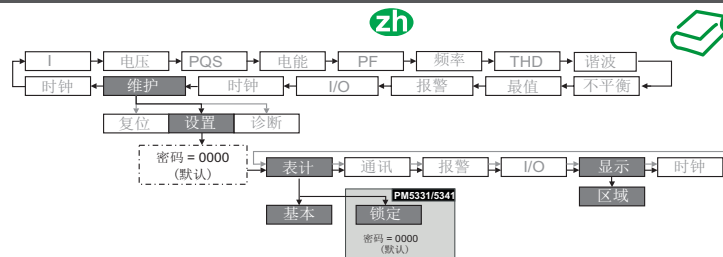 zh
I 电压 PQS 电能 PF 频率 THD 谐波
时钟 维护 时钟 I/O 报警 最值 不平衡
复位 设置 诊断
密码 = 0000
(默认)
表计 通讯 报警 I/O 显示 时钟
PM5331/5341
基本 锁定 区域
密码 = 0000
(默认)